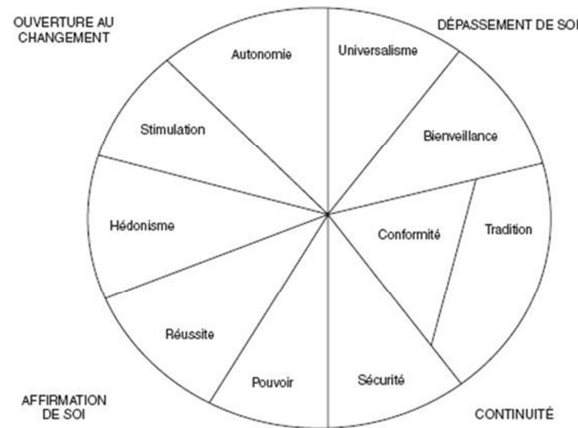 OUVERTURE AU
CHANGEMENT
DÉPASSEMENT DE SOI
Autonomie
Universalisme
Stimulation
Bienveillance
Hédonisme
Conformité
Tradition
Réussite
Pouvoir
Sécurité
AFFIRMATION
DE SOI
CONTINUITÉ